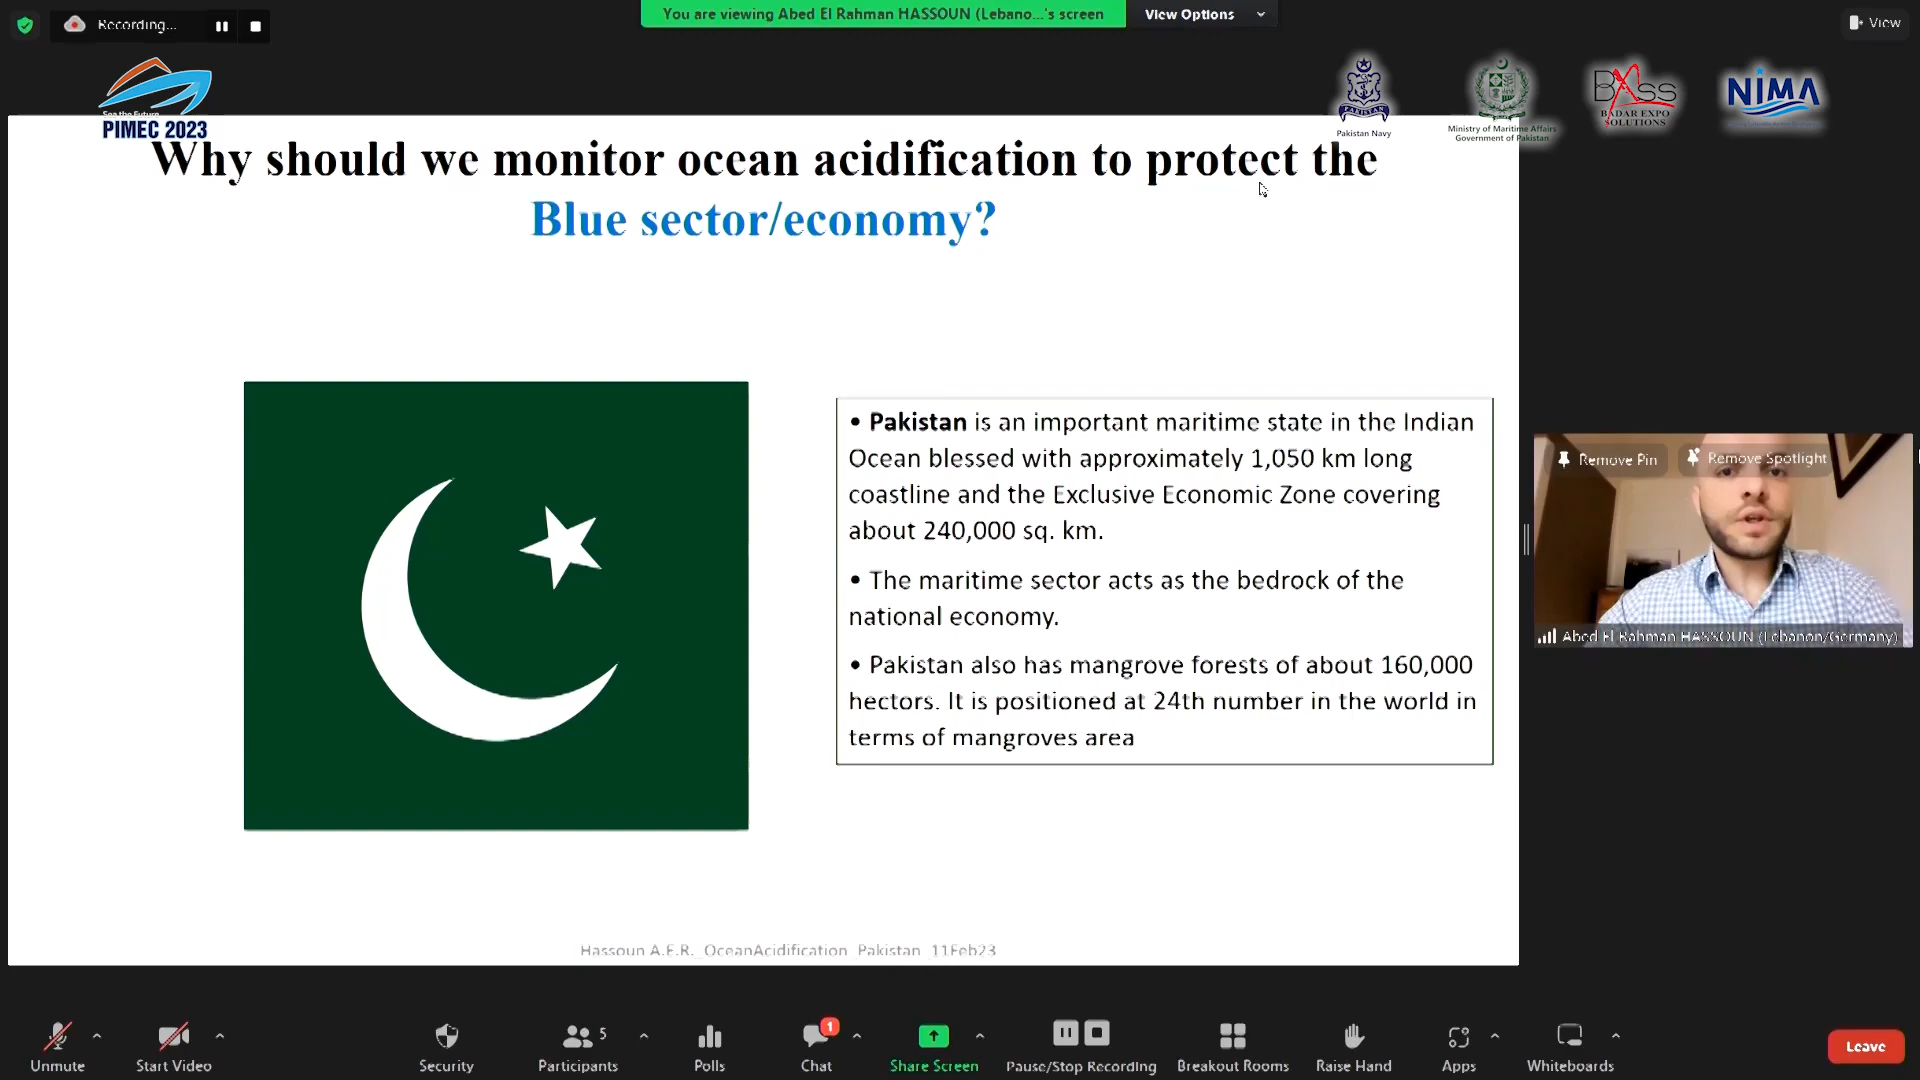 Recording...
You are viewing Abed El Rahman HASSOUN (Lebano...'s screen
View Options
View
Sea the Future
PIMEC 2023
PAKISTAN
Pakistan Navy
Ministry of Maritime Affairs
Government of Pakistan
BXSS
BADAR EXPO
SOLUTIONS
NIMA
Why should we monitor ocean acidification to protect the
Blue sector/economy?
• Pakistan is an important maritime state in the Indian
Ocean blessed with approximately 1,050 km long
coastline and the Exclusive Economic Zone covering
about 240,000 sq. km.
• The maritime sector acts as the bedrock of the
national economy.
• Pakistan also has mangrove forests of about 160,000
hectors. It is positioned at 24th number in the world in
terms of mangroves area
Remove Pin
Remove Spotlight
Abed El Rahman HASSOUN (Lebanon/Germany)
Hassoun A.E.R._OceanAcidification_Pakistan_11Feb23
Unmute
Start Video
Security
5
Participants
Polls
1
Chat
Share Screen
Pause/Stop Recording
Breakout Rooms
Raise Hand
Apps
Whiteboards
Leave